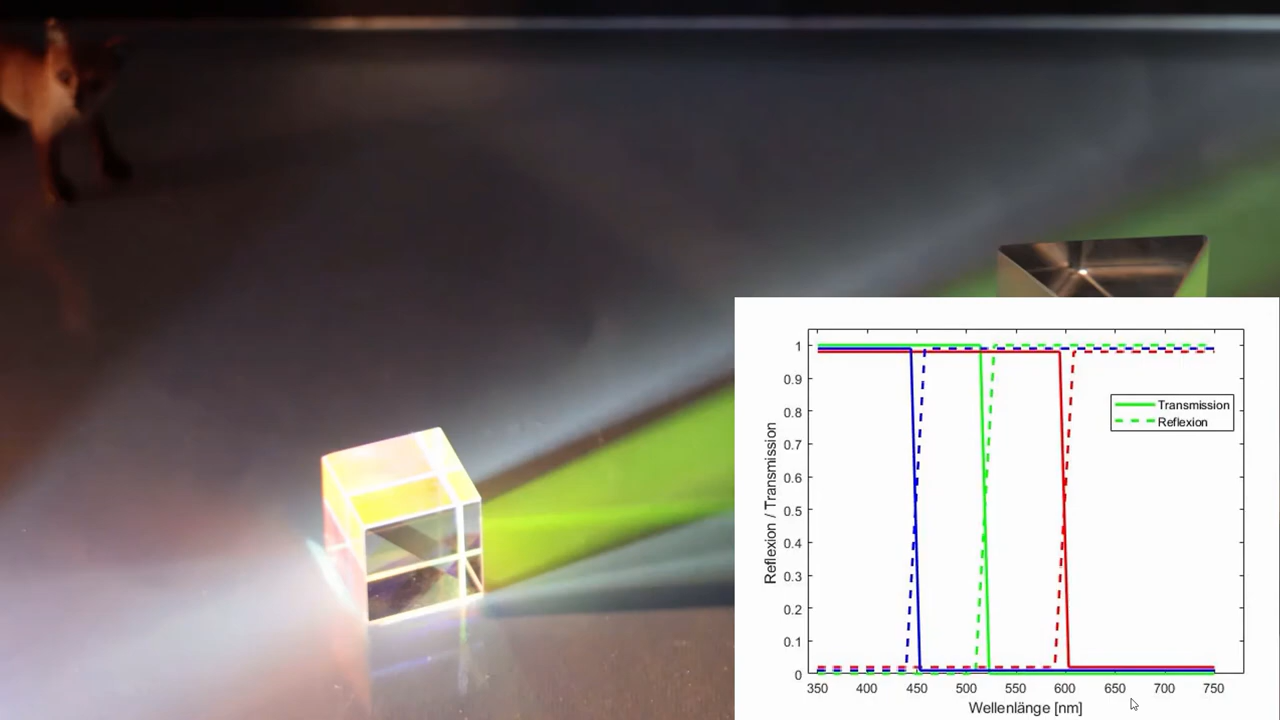 1
0.9
0.8
0.7
0.6
0.5
0.4
0.3
0.2
0.1
0
Reflexion / Transmission
Transmission
Reflexion
350 400 450 500 550 600 650 700 750
Wellenlänge [nm]